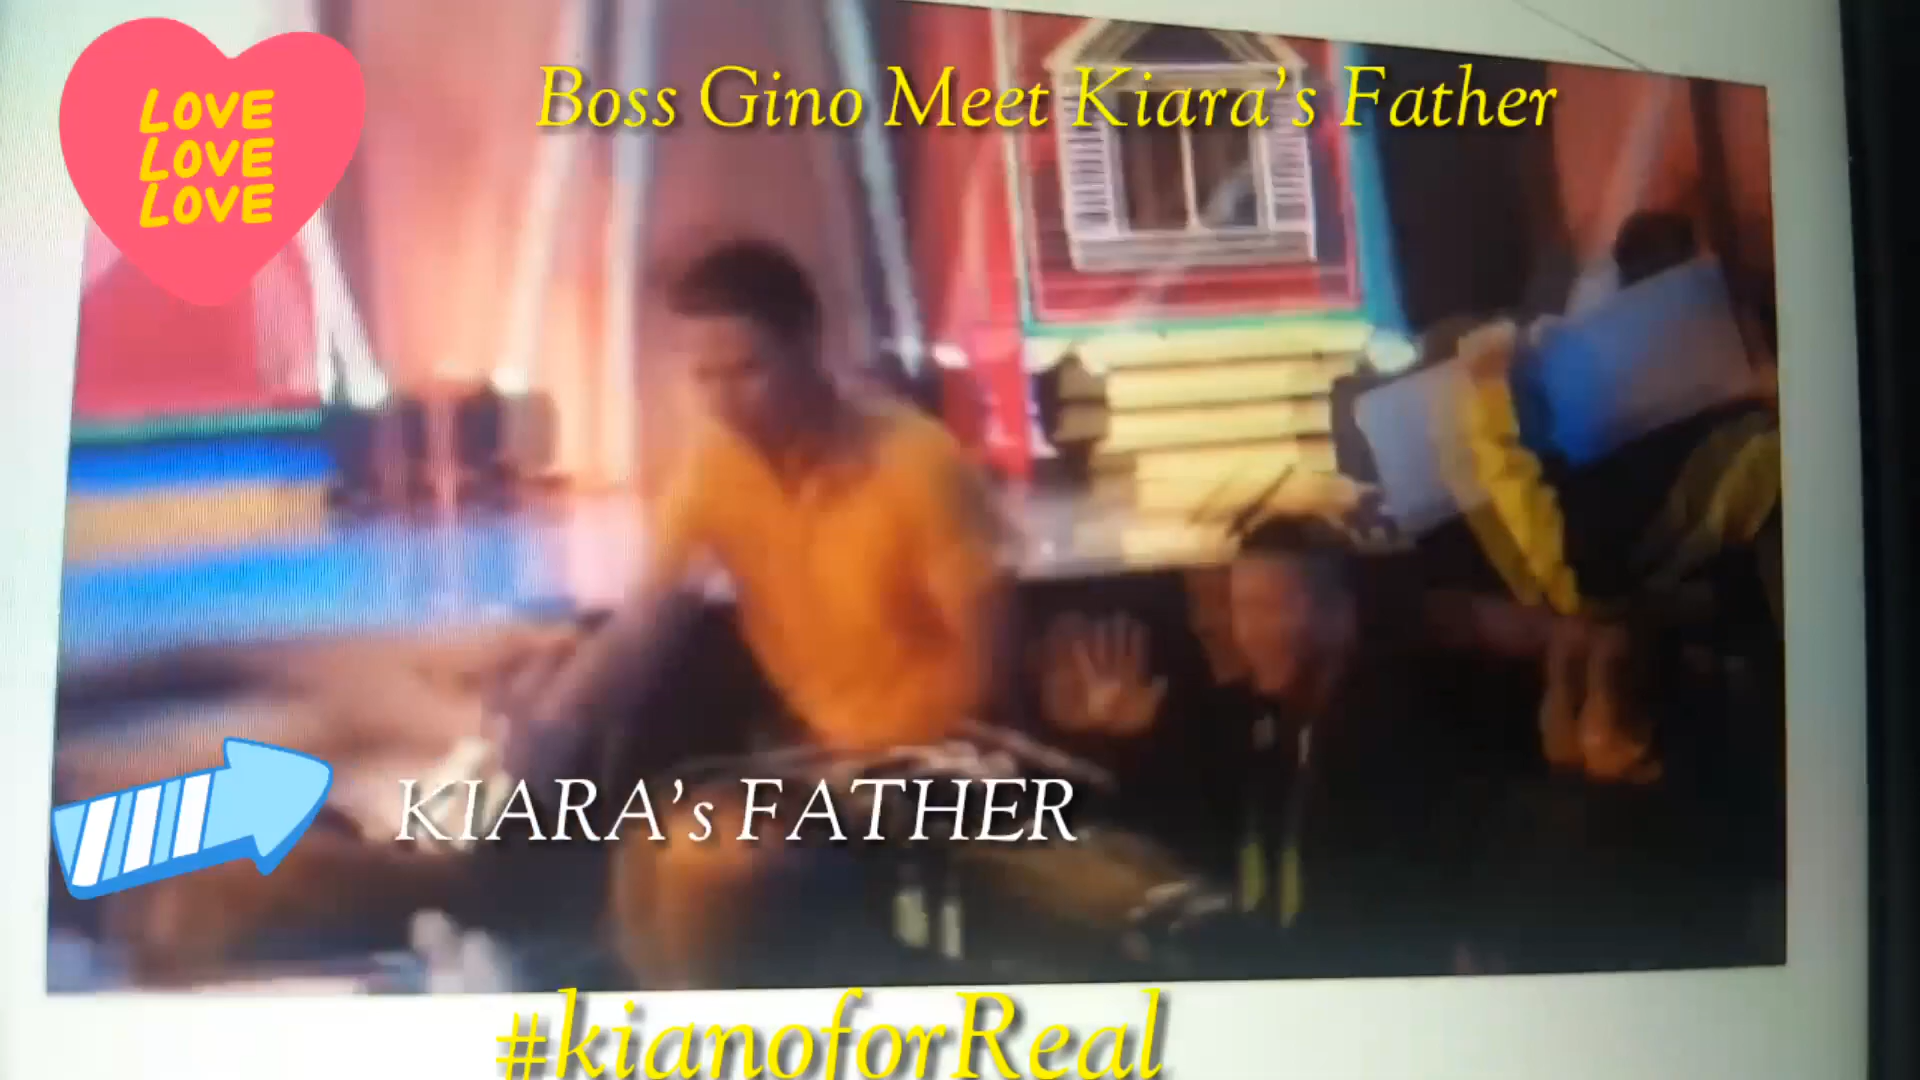 LOVE
LOVE
LOVE
Boss Gino Meet Kiara's Father
KIARA's FATHER
#kianoforReal